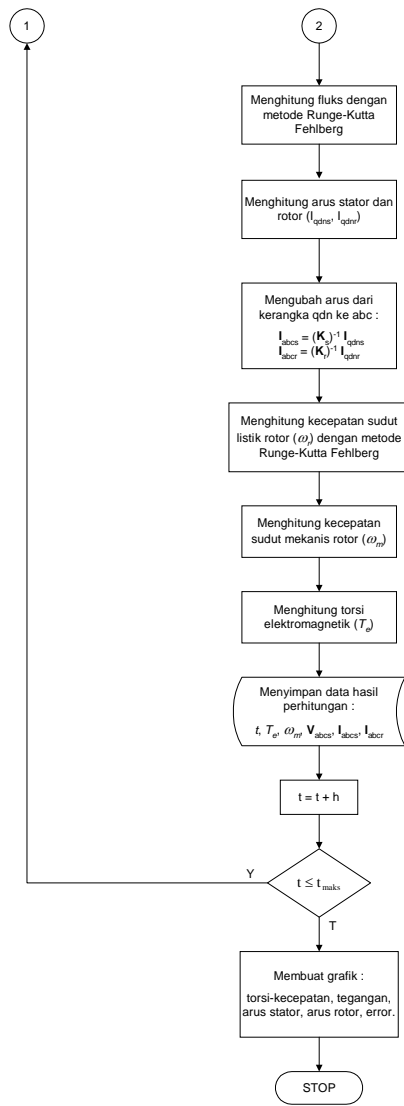 1
2
Menghitung fluks dengan
metode Runge-Kutta
Fehlberg
Menghitung arus stator dan
rotor (I_qdns, I_qdnr)
Mengubah arus dari
kerangka qdn ke abc :
I_abcs = (K_s)^-1 I_qdns
I_abcr = (K_r)^-1 I_qdnr
Menghitung kecepatan sudut
listik rotor (ω_r) dengan metode
Runge-Kutta Fehlberg
Menghitung kecepatan
sudut mekanis rotor (ω_m)
Menghitung torsi
elektromagnetik (T_e)
Menyimpan data hasil
perhitungan :
t, T_e, ω_m, V_abcs, I_abcs, I_abcr
t = t + h
Y
t ≤ t_maks
T
Membuat grafik :
torsi-kecepatan, tegangan,
arus stator, arus rotor, error.
STOP